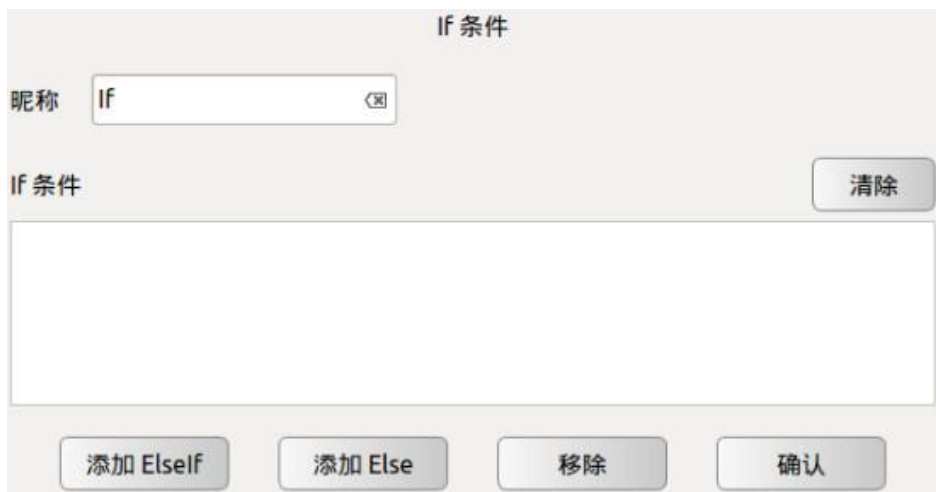 If 条件
昵称 If
If 条件 清除
添加 ElseIf 添加 Else 移除 确认